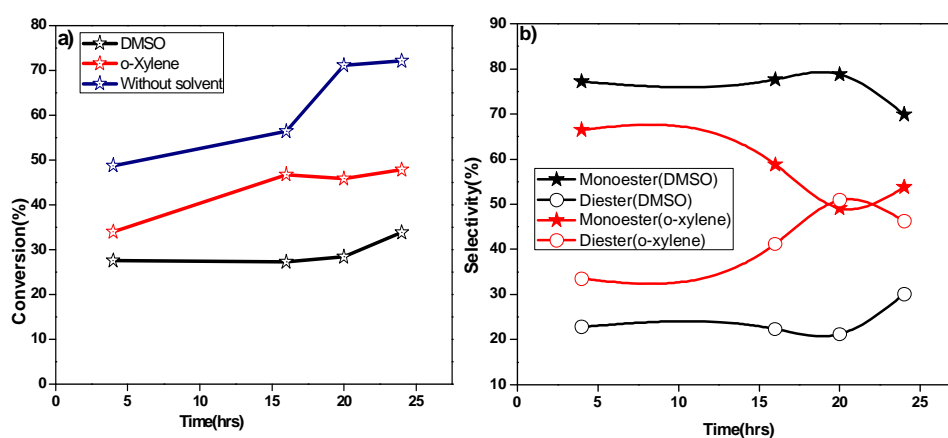 a)
DMSO
o-Xylene
Without solvent
Conversion(%)
80
70
60
50
40
30
20
10
0
0 5 10 15 20 25
Time(hrs)
b)
Monoester(DMSO)
Diester(DMSO)
Monoester(o-xylene)
Diester(o-xylene)
Selectivity(%)
90
80
70
60
50
40
30
20
10
0 5 10 15 20 25
Time(hrs)